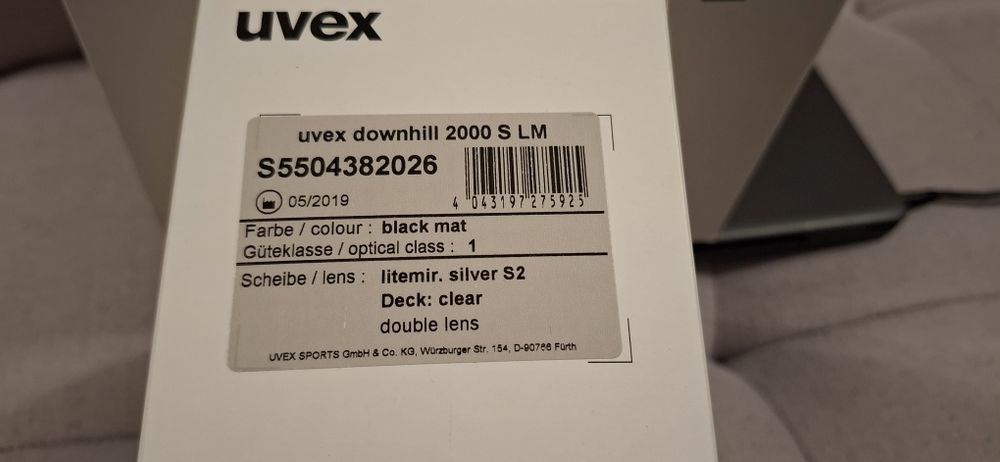 uvex
uvex downhill 2000 S LM
S5504382026
05/2019
4 043197 275925
Farbe / colour : black mat
Güteklasse / optical class : 1
Scheibe / lens : litemir. silver S2
Deck: clear
double lens
UVEX SPORTS GmbH & Co. KG, Würzburger Str. 154, D-90766 Fürth